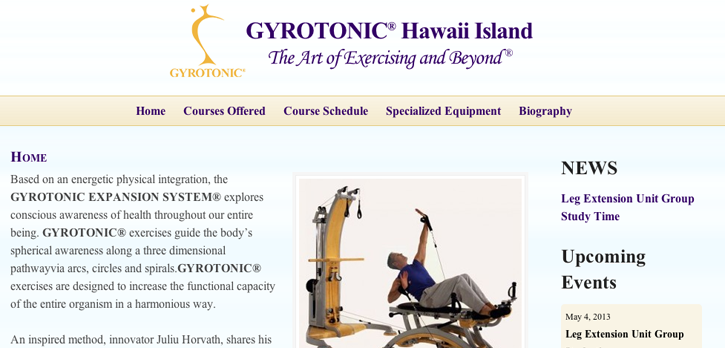 GYROTONIC® Hawaii Island
The Art of Exercising and Beyond®
GYROTONIC®
Home Courses Offered Course Schedule Specialized Equipment Biography
HOME
Based on an energetic physical integration, the
GYROTONIC EXPANSION SYSTEM® explores
conscious awareness of health throughout our entire
being. GYROTONIC® exercises guide the body's
spherical awareness along a three dimensional
pathwayvia arcs, circles and spirals.GYROTONIC®
exercises are designed to increase the functional capacity
of the entire organism in a harmonious way.
An inspired method, innovator Juliu Horvath, shares his
NEWS
Leg Extension Unit Group
Study Time
Upcoming
Events
May 4, 2013
Leg Extension Unit Group